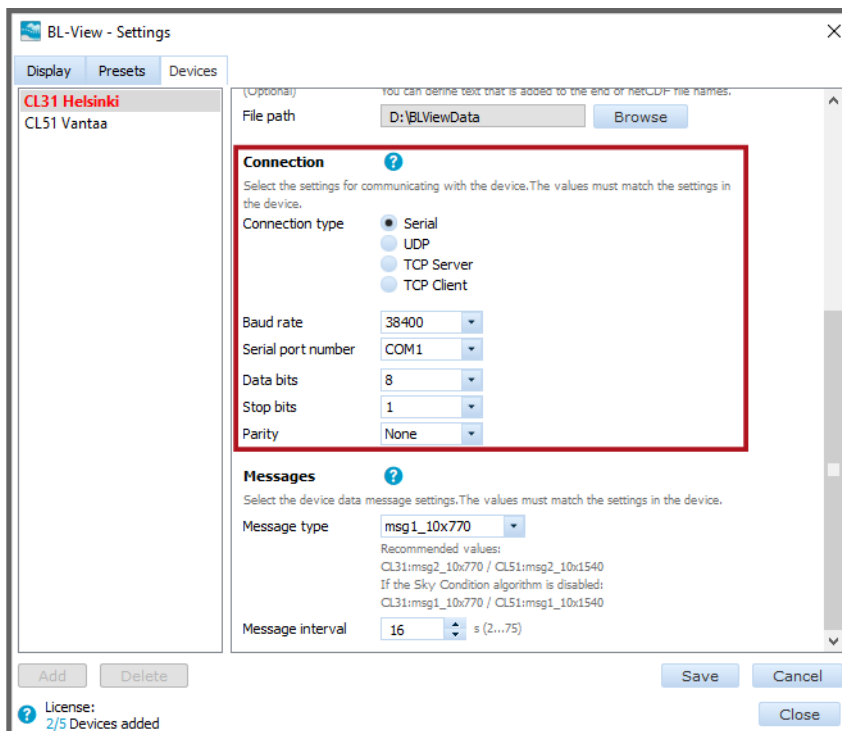 BL-View - Settings
Display Presets Devices
CL31 Helsinki
CL51 Vantaa
(Optional) You can define text that is added to the end of netCDF file names.
File path D:\BLViewData Browse
Connection ?
Select the settings for communicating with the device.The values must match the settings in
the device.
Connection type Serial
UDP
TCP Server
TCP Client
Baud rate 38400
Serial port number COM1
Data bits 8
Stop bits 1
Parity None
Messages ?
Select the device data message settings.The values must match the settings in the device.
Message type msg1_10x770
Recommended values:
CL31:msg2_10x770 / CL51:msg2_10x1540
If the Sky Condition algorithm is disabled:
CL31:msg1_10x770 / CL51:msg1_10x1540
Message interval 16 s (2...75)
Add Delete Save Cancel
? License:
2/5 Devices added
Close